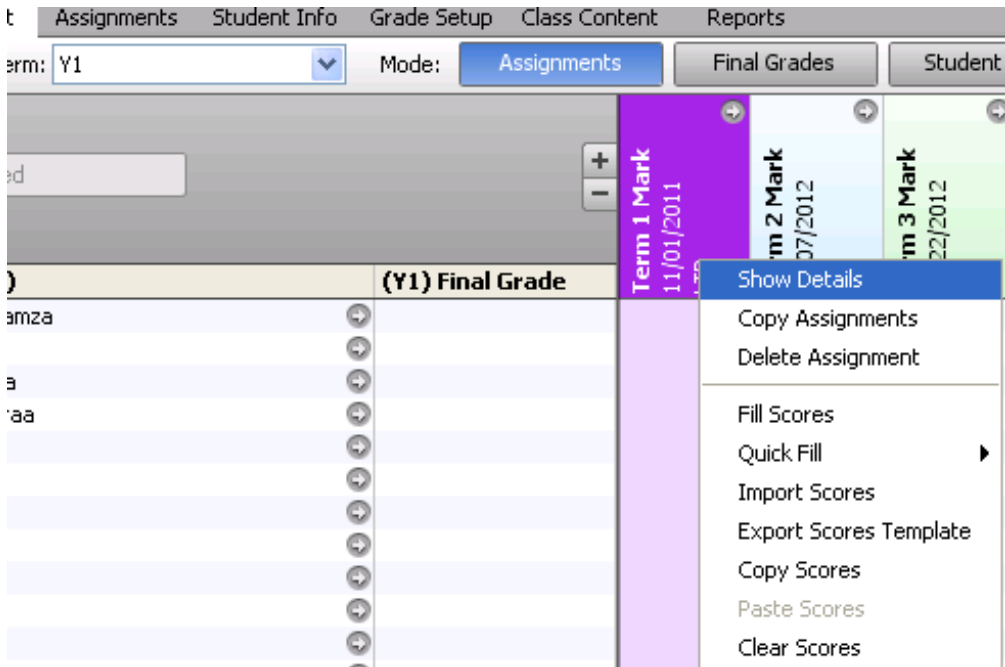 t Assignments Student Info Grade Setup Class Content Reports
erm: Y1 Mode: Assignments Final Grades Student
ed
+
−
Term 1 Mark
11/01/2011
rm 2 Mark
07/2012
rm 3 Mark
22/2012
) (Y1) Final Grade
amza
a
raa
Show Details
Copy Assignments
Delete Assignment
Fill Scores
Quick Fill
Import Scores
Export Scores Template
Copy Scores
Paste Scores
Clear Scores